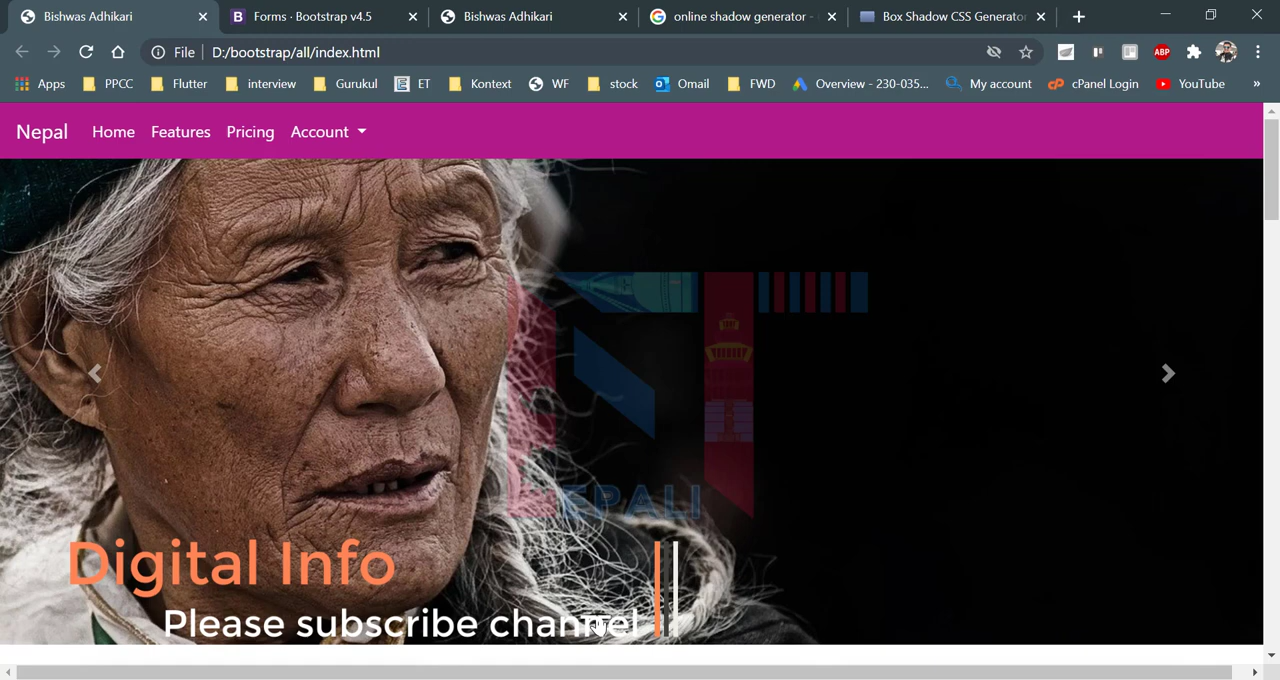 Bishwas Adhikari
Forms · Bootstrap v4.5
Bishwas Adhikari
online shadow generator -
Box Shadow CSS Generator
File
D:/bootstrap/all/index.html
ABP
Apps
PPCC
Flutter
interview
Gurukul
ET
Kontext
WF
stock
Omail
FWD
Overview - 230-035...
My account
cPanel Login
YouTube
»
Nepal
Home
Features
Pricing
Account
EPALI
Digital Info
Please subscribe channel